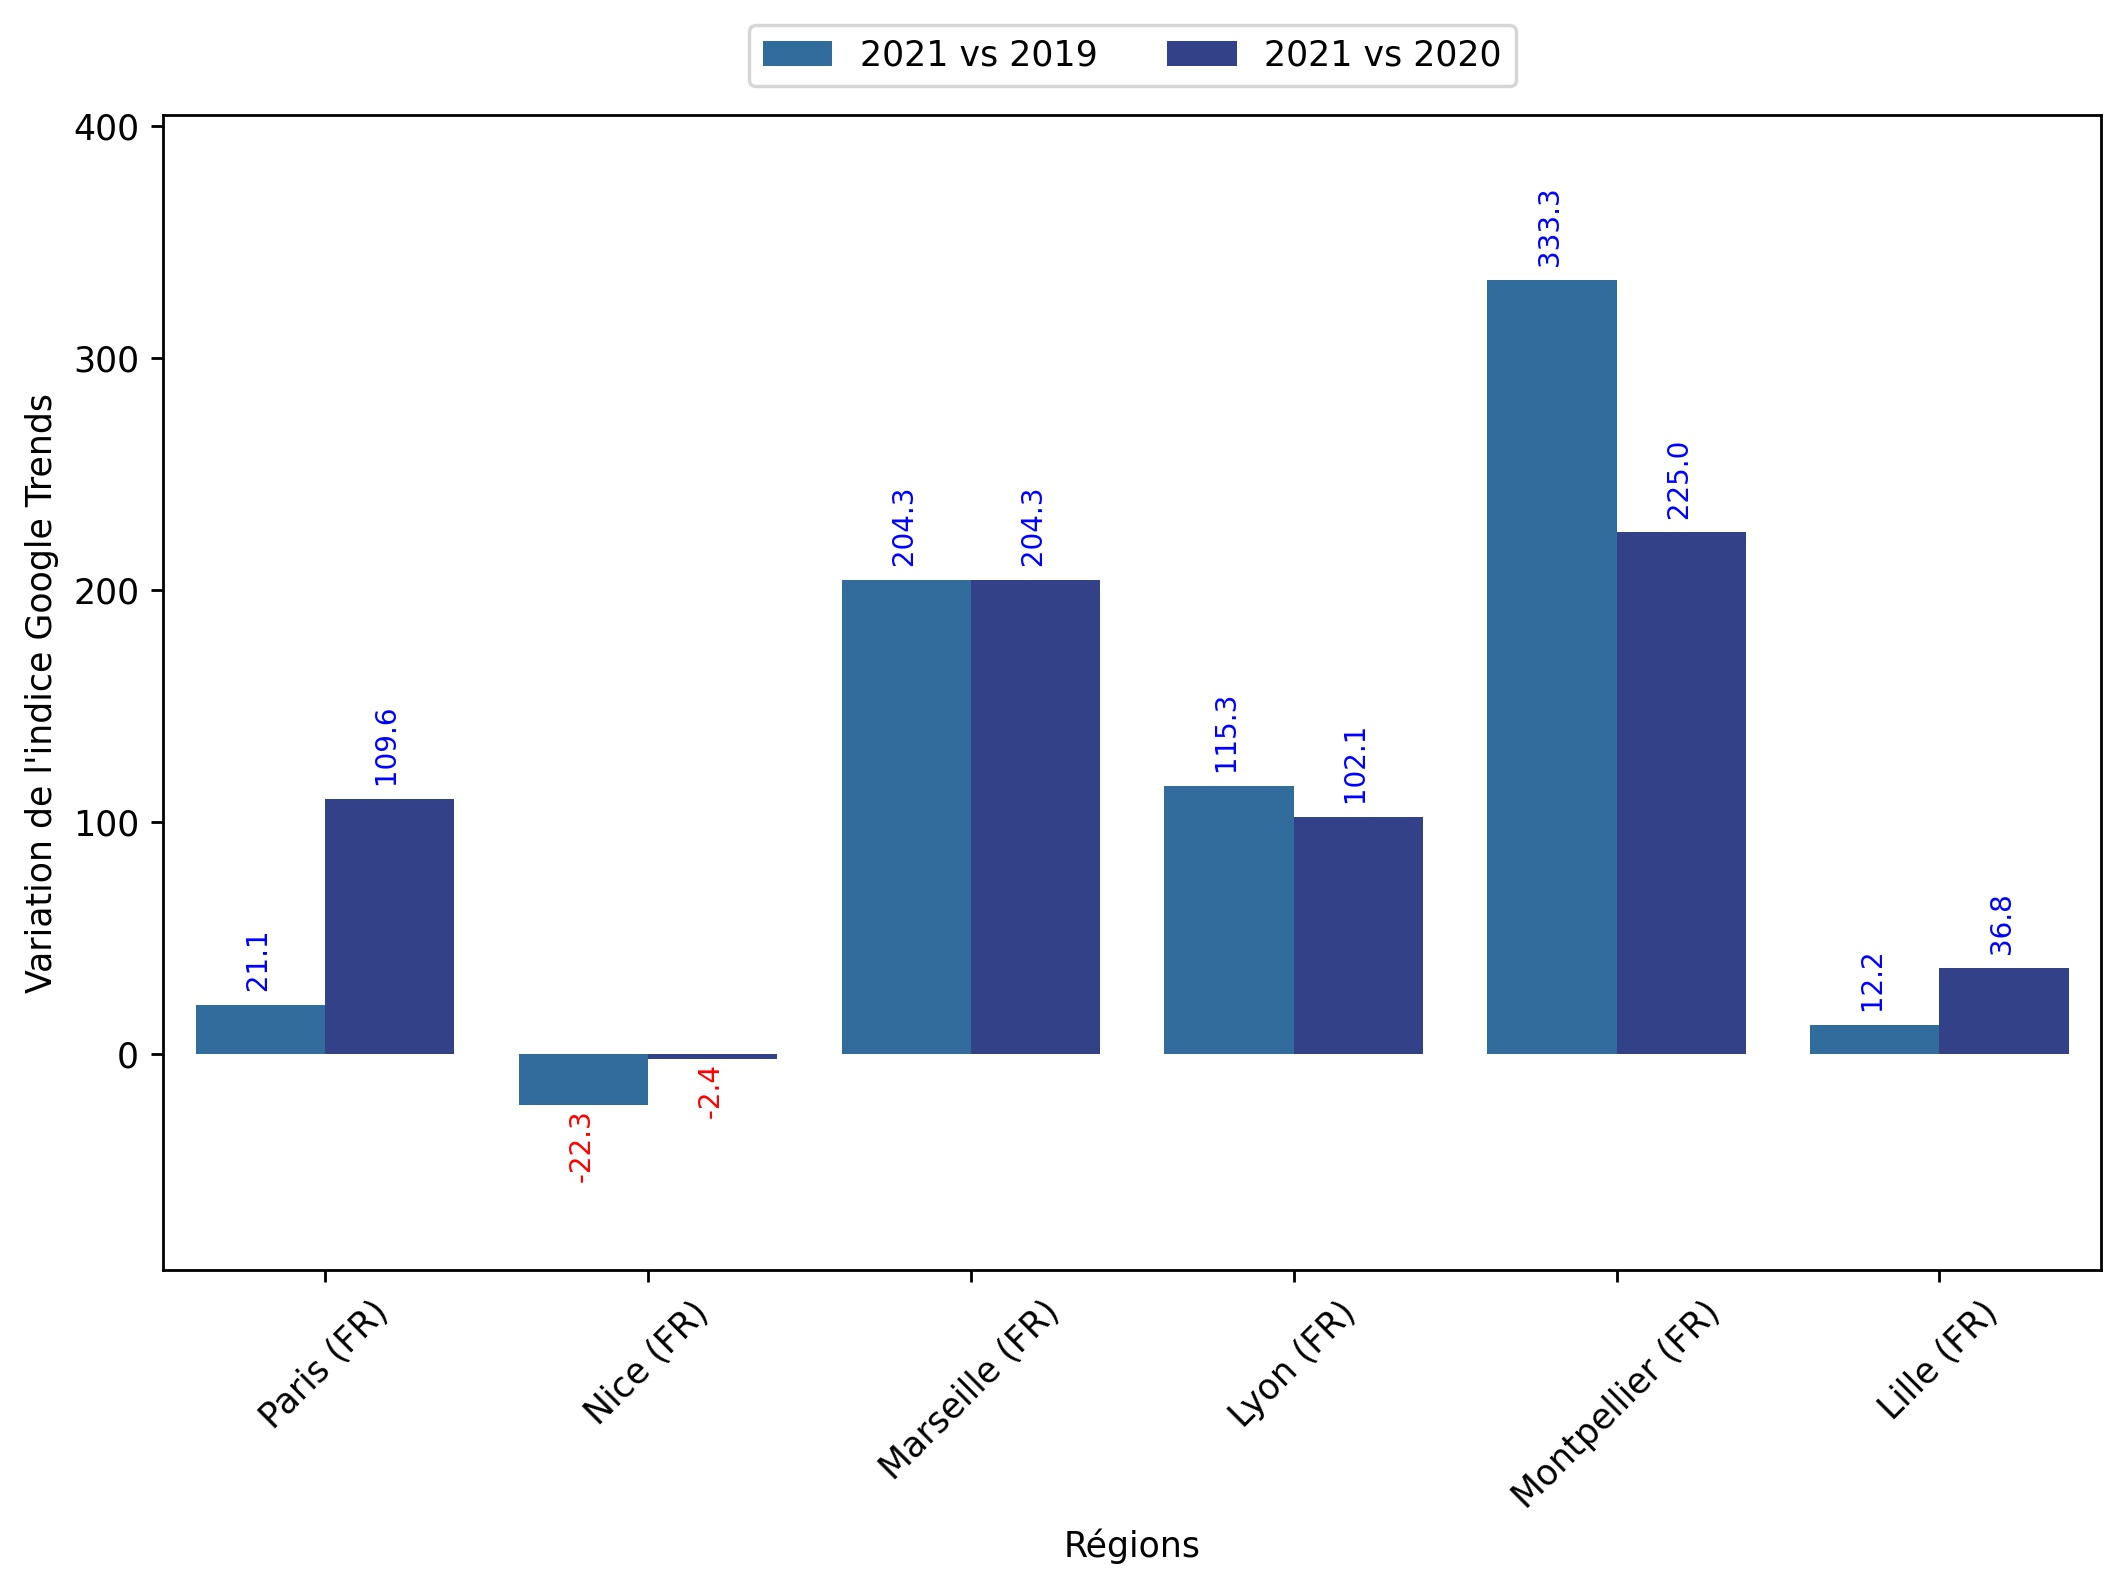 2021 vs 2019
2021 vs 2020
Variation de l'indice Google Trends
400
300
200
100
0
21.1
109.6
-22.3
-2.4
204.3
204.3
115.3
102.1
333.3
225.0
12.2
36.8
Paris (FR)
Nice (FR)
Marseille (FR)
Lyon (FR)
Montpellier (FR)
Lille (FR)
Régions